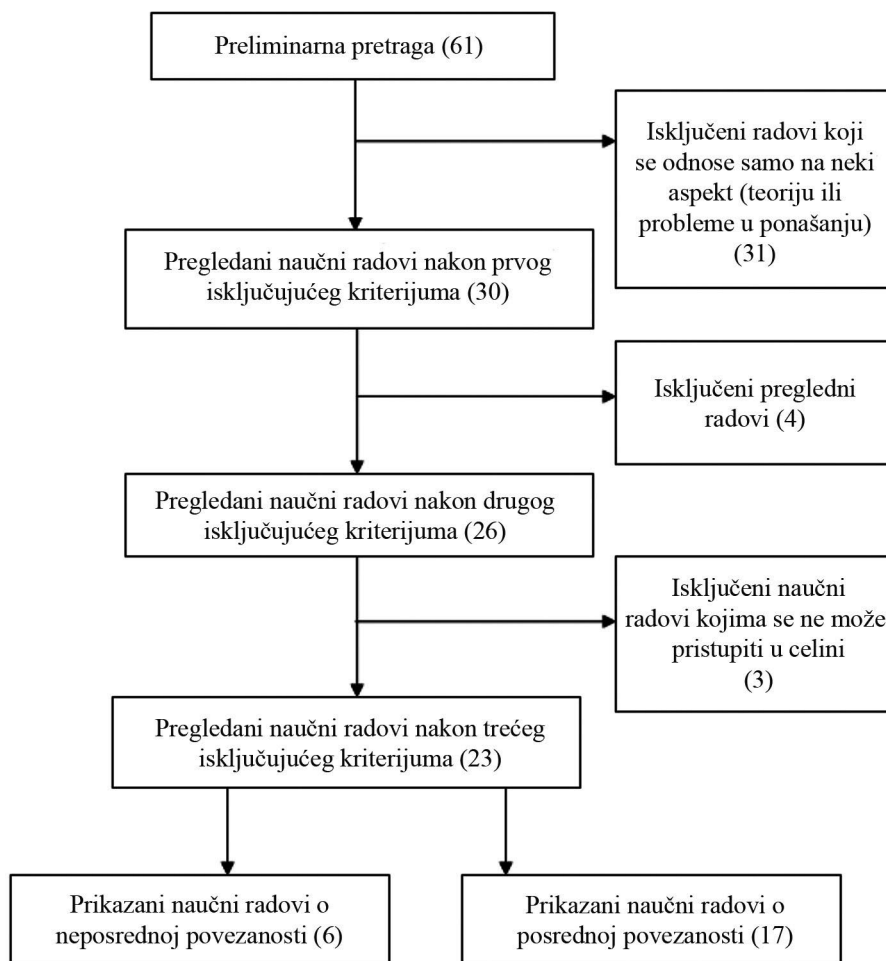 Preliminarna pretraga (61)
Isključeni radovi koji
se odnose samo na neki
aspekt (teoriju ili
probleme u ponašanju)
(31)
Pregledani naučni radovi nakon prvog
isključujućeg kriterijuma (30)
Isključeni pregledni
radovi (4)
Pregledani naučni radovi nakon drugog
isključujućeg kriterijuma (26)
Isključeni naučni
radovi kojima se ne može
pristupiti u celini
(3)
Pregledani naučni radovi nakon trećeg
isključujućeg kriterijuma (23)
Prikazani naučni radovi o
neposrednoj povezanosti (6)
Prikazani naučni radovi o
posrednoj povezanosti (17)